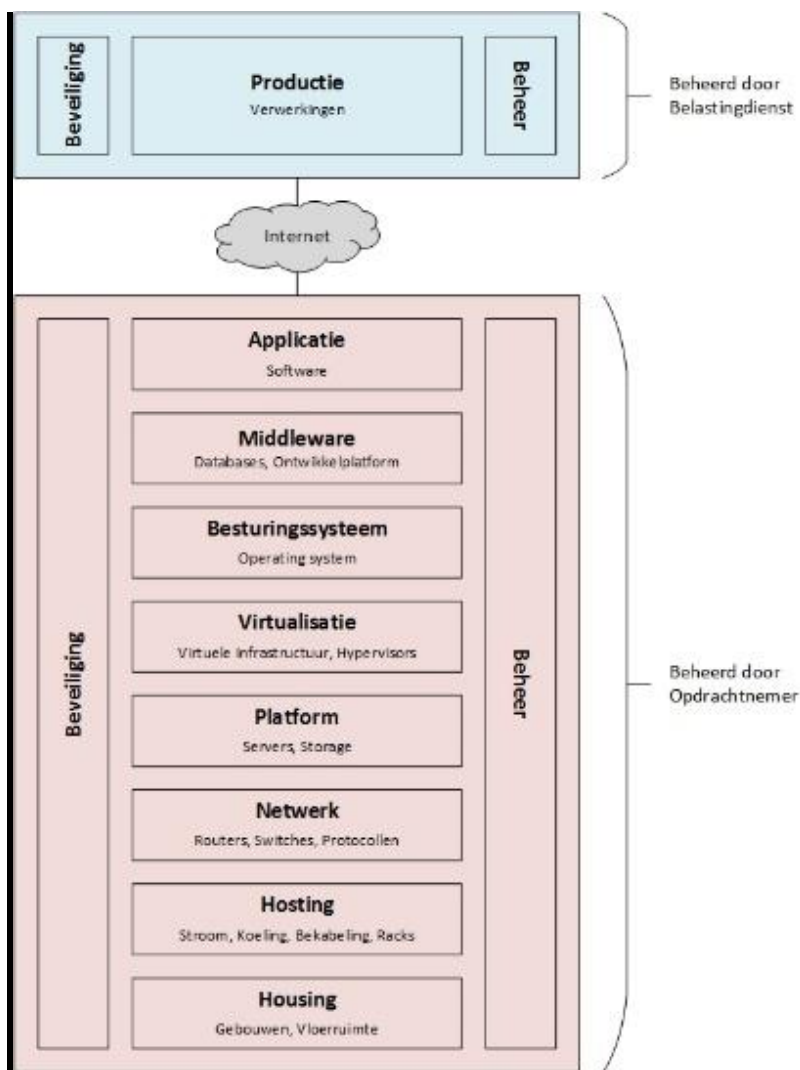 Beveiliging
Productie
Verwerkingen
Beheer
Beheerd door
Belastingdienst
Internet
Beveiliging
Applicatie
Software
Middleware
Databases, Ontwikkelplatform
Besturingssysteem
Operating system
Virtualisatie
Virtuele Infrastructuur, Hypervisors
Platform
Servers, Storage
Netwerk
Routers, Switches, Protocollen
Hosting
Stroom, Koeling, Bekabeling, Racks
Housing
Gebouwen, Vloerruimte
Beheer
Beheerd door
Opdrachtnemer